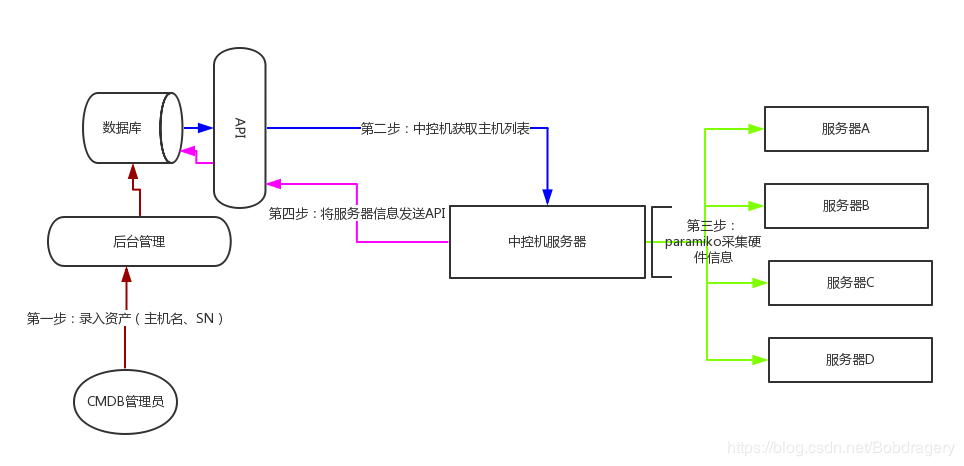 数据库
API
第二步：中控机获取主机列表
服务器A
服务器B
第四步：将服务器信息发送API
第三步：
paramiko采集硬
件信息
后台管理
中控机服务器
服务器C
第一步：录入资产（主机名、SN）
服务器D
CMDB管理员
https://blog.csdn.net/Bobdragery